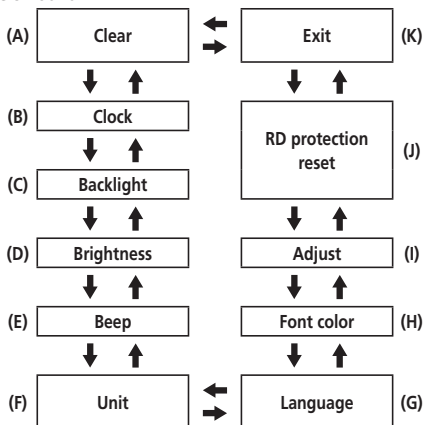 (A) Clear Exit (K)
(B) Clock
RD protection
reset
(J)
(C) Backlight
(D) Brightness Adjust (I)
(E) Beep Font color (H)
(F) Unit Language (G)